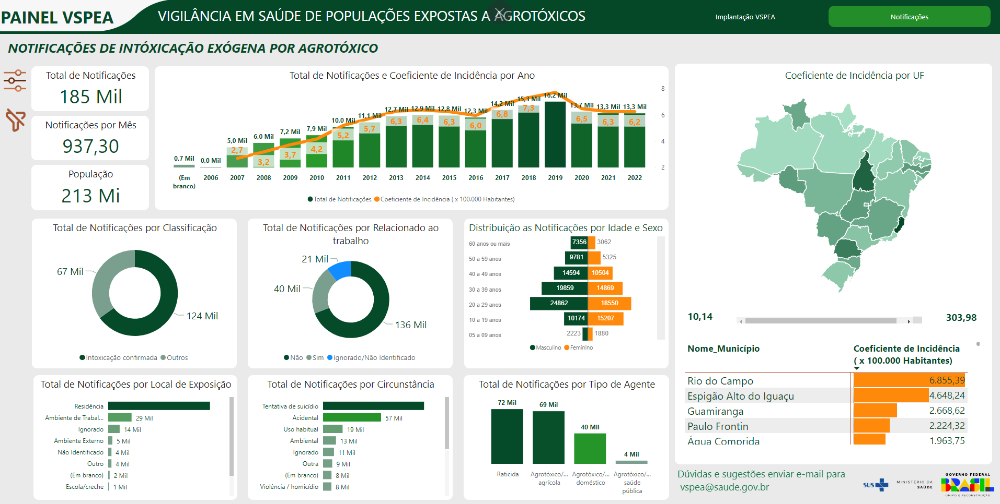 PAINEL VSPEA
VIGILÂNCIA EM SAÚDE DE POPULAÇÕES EXPOSTAS A AGROTÓXICOS
Implantação VSPEA
Notificações
NOTIFICAÇÕES DE INTÓXICAÇÃO EXÓGENA POR AGROTÓXICO
Total de Notificações
185 Mil
Notificações por Mês
937,30
População
213 Mi
Total de Notificações e Coeficiente de Incidência por Ano
0,7 Mil
0,0 Mil
5,0 Mil
6,0 Mil
7,2 Mil
7,9 Mil
10,0 Mil
11,1 Mil
12,7 Mil
12,9 Mil
12,8 Mil
12,3 Mil
14,2 Mil
15,3 Mil
16,2 Mil
13,7 Mil
13,3 Mil
13,3 Mil
2,7
3,2
3,7
4,2
5,2
5,7
6,3
6,4
6,3
6,0
6,8
7,3
6,5
6,3
6,2
8
6
4
2
(Em branco)
2006
2007
2008
2009
2010
2011
2012
2013
2014
2015
2016
2017
2018
2019
2020
2021
2022
Total de Notificações
Coeficiente de Incidência ( x 100.000 Habitantes)
Total de Notificações por Classificação
67 Mil
124 Mil
Intoxicação confirmada
Outros
Total de Notificações por Relacionado ao
trabalho
21 Mil
40 Mil
136 Mil
Não
Sim
Ignorado/Não Identificado
Distribuição as Notificações por Idade e Sexo
60 anos ou mais 7356 3062
50 a 59 anos 9781 5325
40 a 49 anos 14594 10504
30 a 39 anos 19859 14869
20 a 29 anos 24862 18550
10 a 19 anos 10174 15207
05 a 09 anos 2223 1880
Masculino
Feminino
Total de Notificações por Local de Exposição
Residência
Ambiente de Trabal... 29 Mil
Ignorado 14 Mil
Ambiente Externo 5 Mil
Não Identificado 4 Mil
Outro 4 Mil
(Em branco) 2 Mil
Escola/creche 1 Mil
Total de Notificações por Circunstância
Tentativa de suicídio
Acidental 57 Mil
Uso habitual 19 Mil
Ambiental 13 Mil
Ignorado 11 Mil
Outra 9 Mil
(Em branco) 8 Mil
Violência / homicídio 8 Mil
Total de Notificações por Tipo de Agente
72 Mil
69 Mil
40 Mil
4 Mil
Raticida
Agrotóxico/...
agrícola
Agrotóxico/...
doméstico
Agrotóxico/...
saúde
pública
Coeficiente de Incidência por UF
10,14
303,98
Nome_Município
Coeficiente de Incidência
( x 100.000 Habitantes)
Rio do Campo 6.855,39
Espigão Alto do Iguaçu 4.648,24
Guamiranga 2.668,62
Paulo Frontin 2.224,32
Água Comprida 1.963,75
Dúvidas e sugestões enviar e-mail para
vspea@saude.gov.br
SUS
MINISTÉRIO DA
SAÚDE
GOVERNO FEDERAL
BRASIL
UNIÃO E RECONSTRUÇÃO